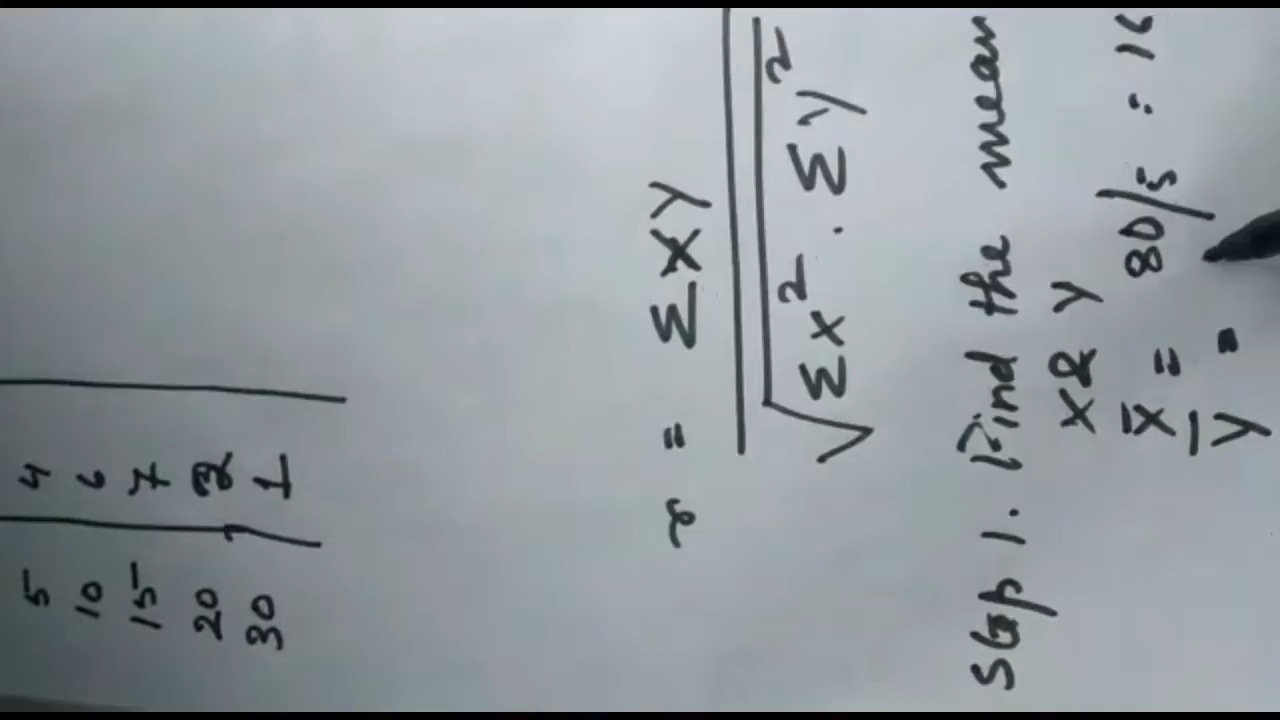 5 4
10 6
15 7
20
30 1
r = Σxy
√Σx² . Σy²
Step 1. Find the mean
x & y
x̄ = 80/5 : 16
ȳ =